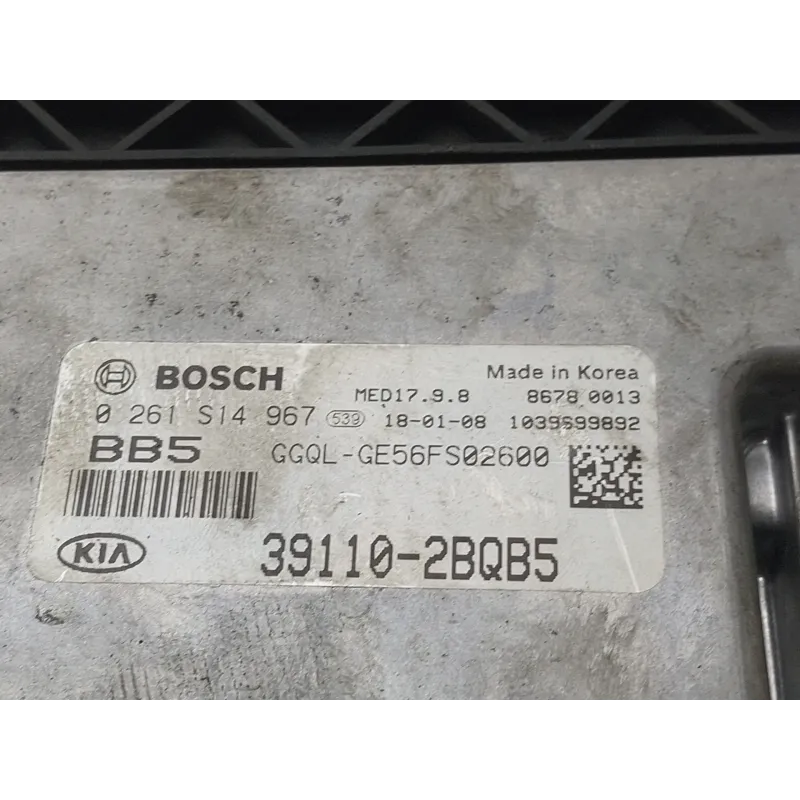 BOSCH
Made in Korea
MED17.9.8 8678 0013
0 261 S14 967 539 18-01-08 1039S99892
BB5 GGQL-GE56FS02600
KIA 39110-2BQB5